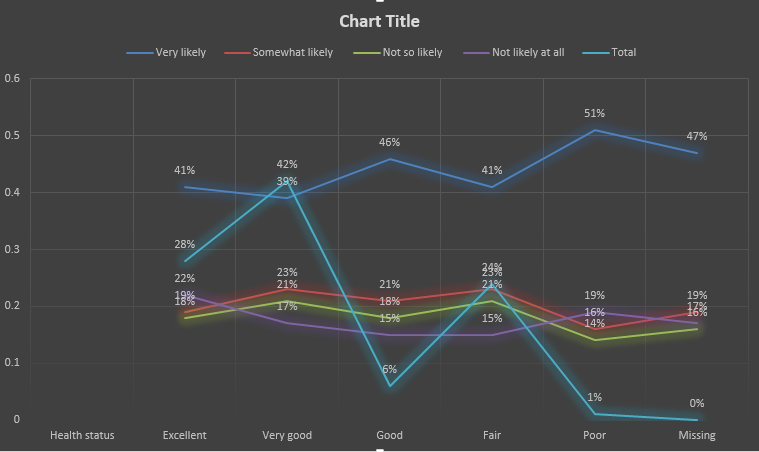 Chart Title
Very likely Somewhat likely Not so likely Not likely at all Total
0.6
51%
0.5
46% 47%
41% 42% 41%
39%
0.4
0.3
28%
22% 23% 21% 24%
23%
19% 21% 21% 19% 19%
18% 18% 17%
0.2
17% 15% 15% 16% 16%
14%
0.1
6%
1% 0%
0
Health status Excellent Very good Good Fair Poor Missing